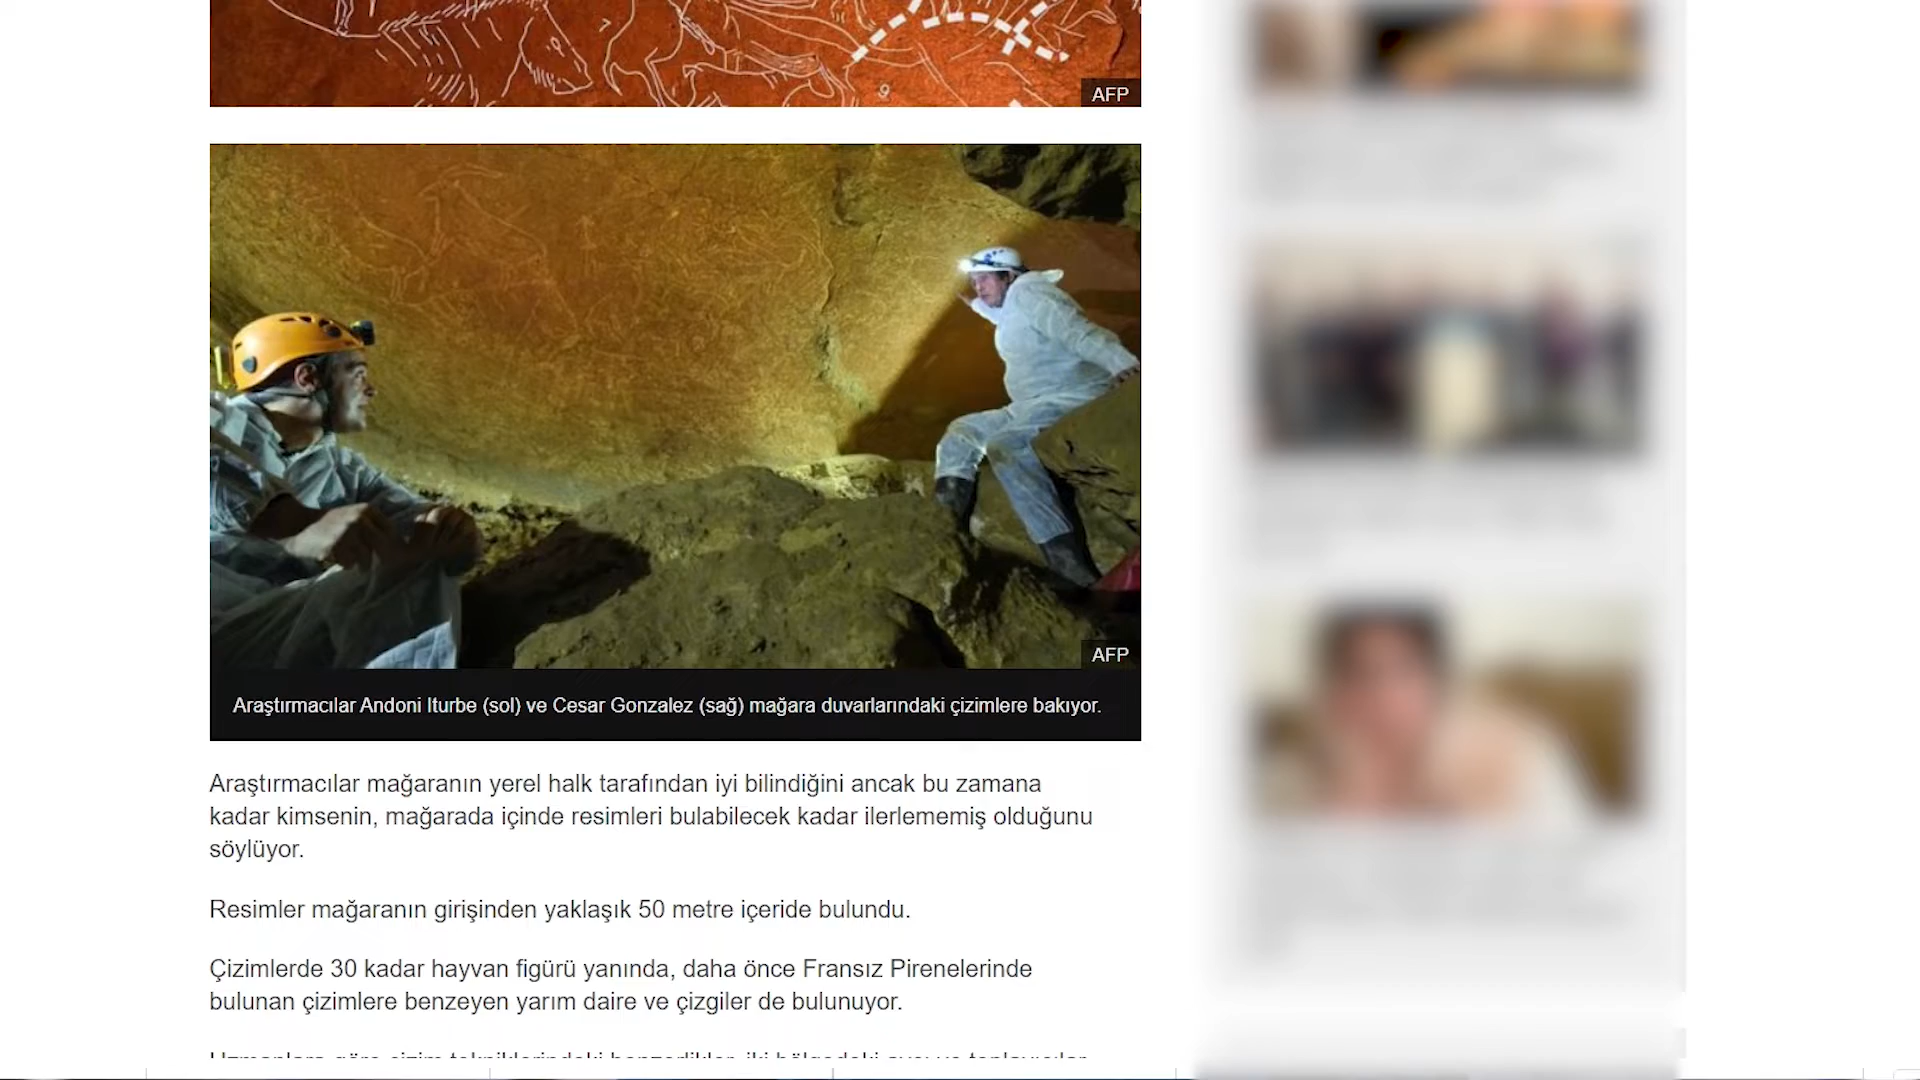 9
AFP
AFP
Araştırmacılar Andoni Iturbe (sol) ve Cesar Gonzalez (sağ) mağara duvarlarındaki çizimlere bakıyor.
Araştırmacılar mağaranın yerel halk tarafından iyi bilindiğini ancak bu zamana
kadar kimsenin, mağarada içinde resimleri bulabilecek kadar ilerlememiş olduğunu
söylüyor.
Resimler mağaranın girişinden yaklaşık 50 metre içeride bulundu.
Çizimlerde 30 kadar hayvan figürü yanında, daha önce Fransız Pirenelerinde
bulunan çizimlere benzeyen yarım daire ve çizgiler de bulunuyor.